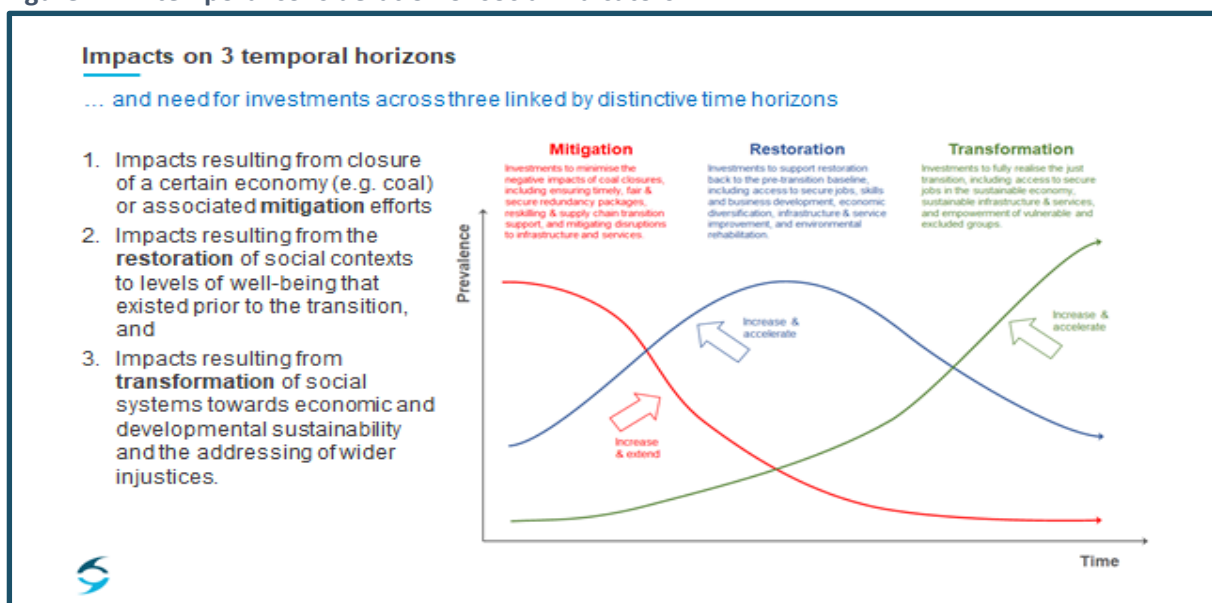 Impacts on 3 temporal horizons
... and need for investments across three linked by distinctive time horizons
1. Impacts resulting from closure
of a certain economy (e.g. coal)
or associated mitigation efforts
2. Impacts resulting from the
restoration of social contexts
to levels of well-being that
existed prior to the transition,
and
3. Impacts resulting from
transformation of social
systems towards economic and
developmental sustainability
and the addressing of wider
injustices.
Mitigation
Investments to minimise the
negative impacts of coal closures,
including ensuring timely, fair &
secure redundancy packages,
reskilling & supply chain transition
support, and mitigating disruptions
to infrastructure and services.
Restoration
Investments to support restoration
back to the pre-transition baseline,
including access to secure jobs, skills
and business development, economic
diversification, infrastructure & service
improvement, and environmental
rehabilitation.
Transformation
Investments to fully realise the just
transition, including access to secure
jobs in the sustainable economy,
sustainable infrastructure & services,
and empowerment of vulnerable and
excluded groups.
Prevalence
Increase &
accelerate
Increase &
accelerate
Increase
& extend
Time